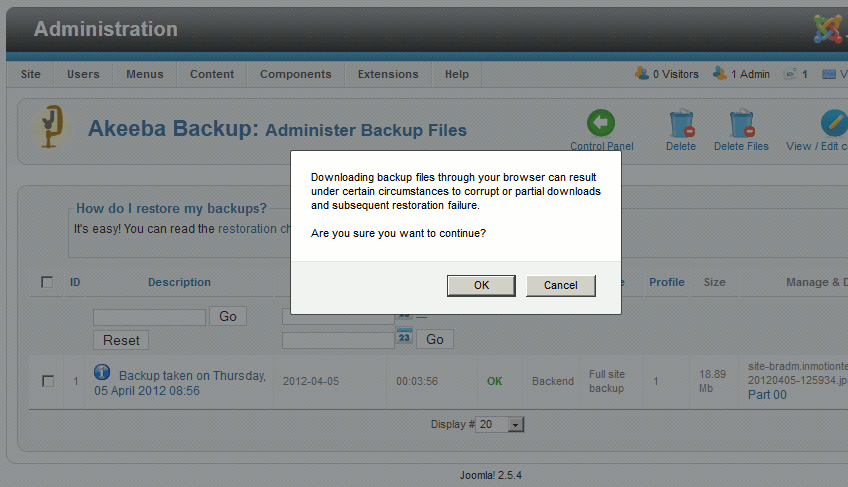 Administration
Site Users Menus Content Components Extensions Help 0 Visitors 1 Admin 1 V
Akeeba Backup: Administer Backup Files
Control Panel Delete Delete Files View / Edit c
Downloading backup files through your browser can result
under certain circumstances to corrupt or partial downloads
and subsequent restoration failure.
Are you sure you want to continue?
OK Cancel
How do I restore my backups?
It's easy! You can read the restoration ch
ID Description Profile Size Manage & D
Go
23
Reset
23 Go
1 Backup taken on Thursday,
05 April 2012 08:56
2012-04-05 00:03:56 OK Backend
Full site
backup
1
18.89
Mb
site-bradm.inmotionte
20120405-125934.jp
Part 00
Display # 20
Joomla! 2.5.4